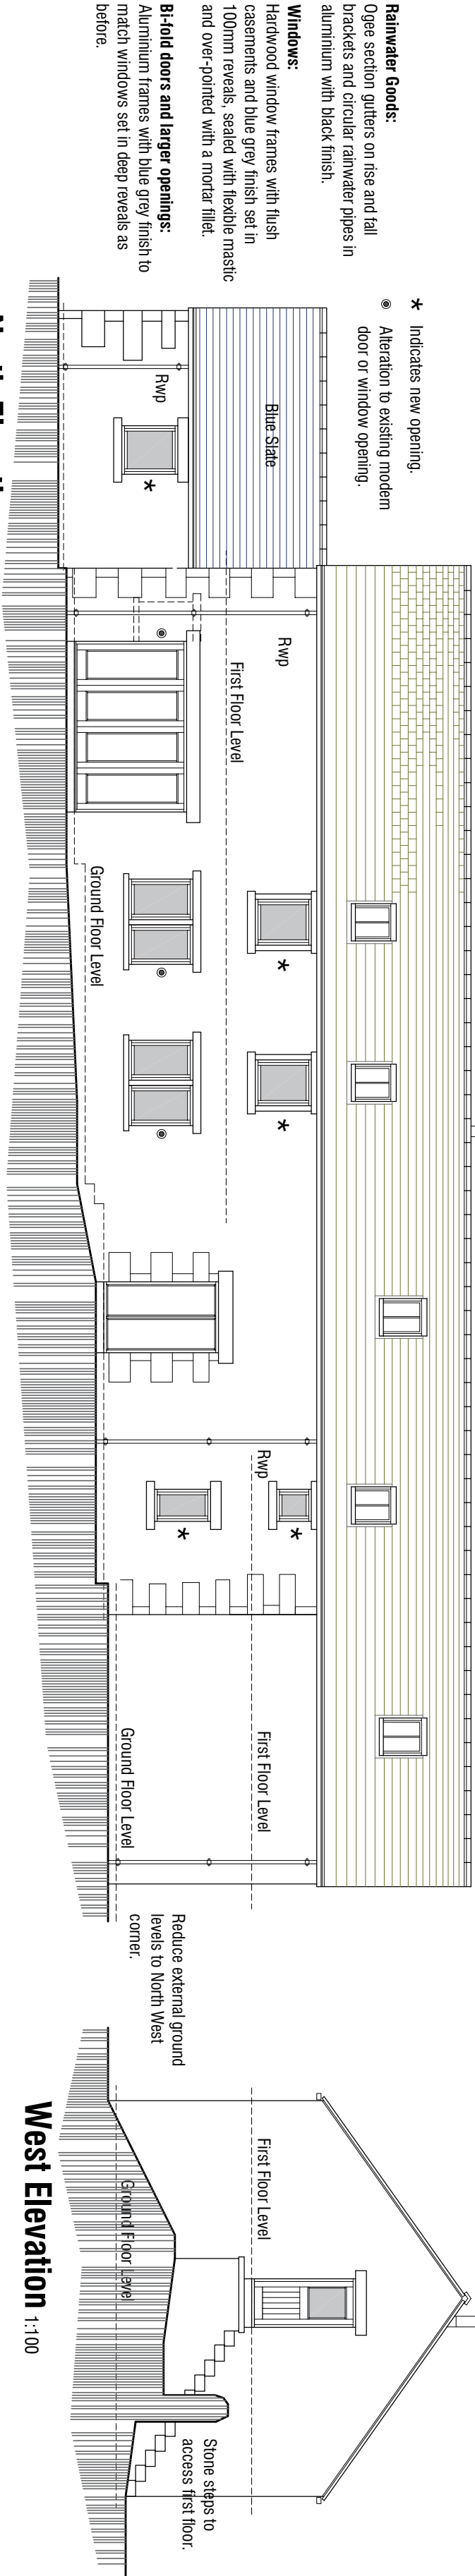 Rainwater Goods:
Ogee section gutters on rise and fall
brackets and circular rainwater pipes in
aluminium with black finish.
Windows:
Hardwood window frames with flush
casements and blue grey finish set in
100mm reveals, sealed with flexible mastic
and over-pointed with a mortar fillet.
Bi-fold doors and larger openings:
Aluminium frames with blue grey finish to
match windows set in deep reveals as
before.
* Indicates new opening.
Alteration to existing modern
door or window opening.
Blue Slate
Rwp
*
Rwp
First Floor Level
Ground Floor Level
*
*
Rwp
*
*
First Floor Level
Ground Floor Level
Reduce external ground
levels to North West
corner.
First Floor Level
Ground Floor Level
Stone steps to
access first floor.
West Elevation 1:100